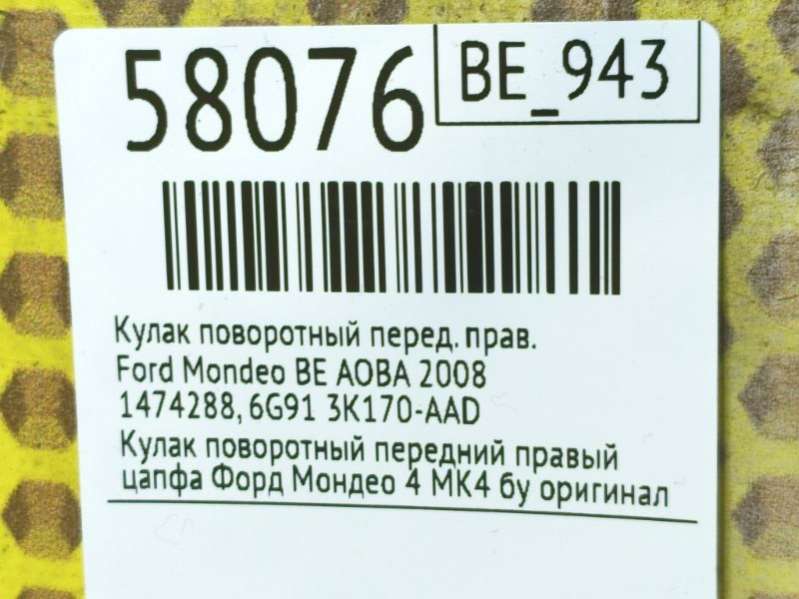 58076
BE_943
Кулак поворотный перед. прав.
Ford Mondeo BE AOBA 2008
1474288, 6G91 3K170-AAD
Кулак поворотный передний правый
цапфа Форд Мондео 4 МК4 бу оригинал